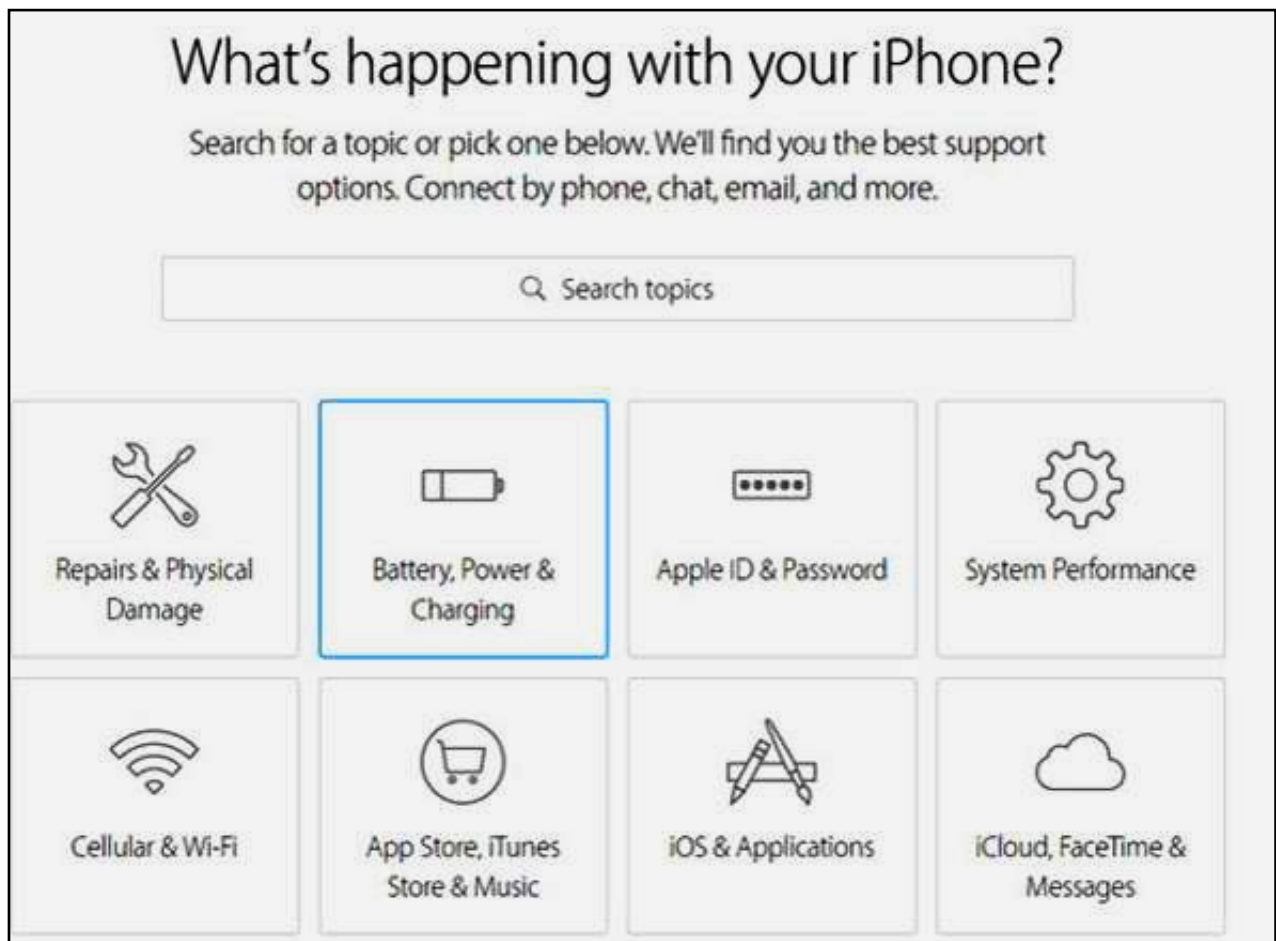 What's happening with your iPhone?
Search for a topic or pick one below. We'll find you the best support
options. Connect by phone, chat, email, and more.
Search topics
Repairs & Physical
Damage
Battery, Power &
Charging
Apple ID & Password
System Performance
Cellular & Wi-Fi
App Store, iTunes
Store & Music
iOS & Applications
iCloud, FaceTime &
Messages